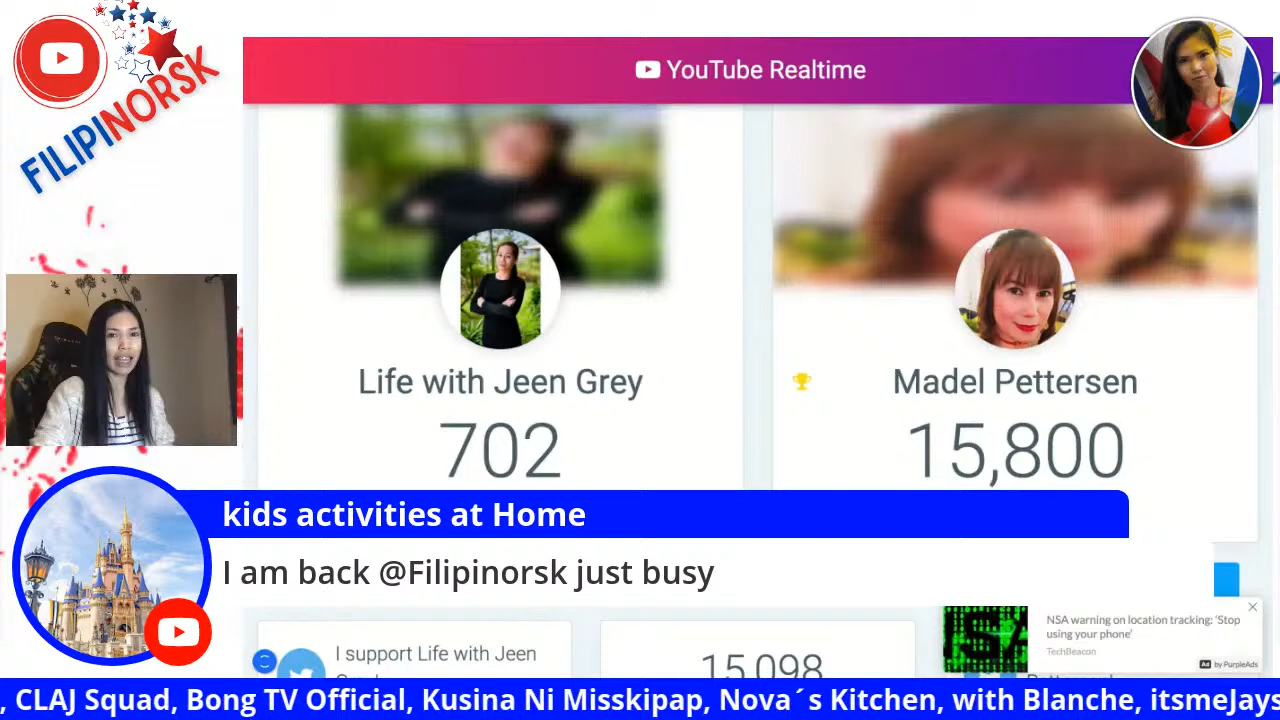 FILIPINORSK
YouTube Realtime
Life with Jeen Grey
702
Madel Pettersen
15,800
kids activities at Home
I am back @Filipinorsk just busy
I support Life with Jeen
15,098
NSA warning on location tracking: ‘Stop
using your phone’
TechBeacon
Ad by PurpleAds
, CLAJ Squad, Bong TV Official, Kusina Ni Misskipap, Nova´s Kitchen, with Blanche, itsmeJays